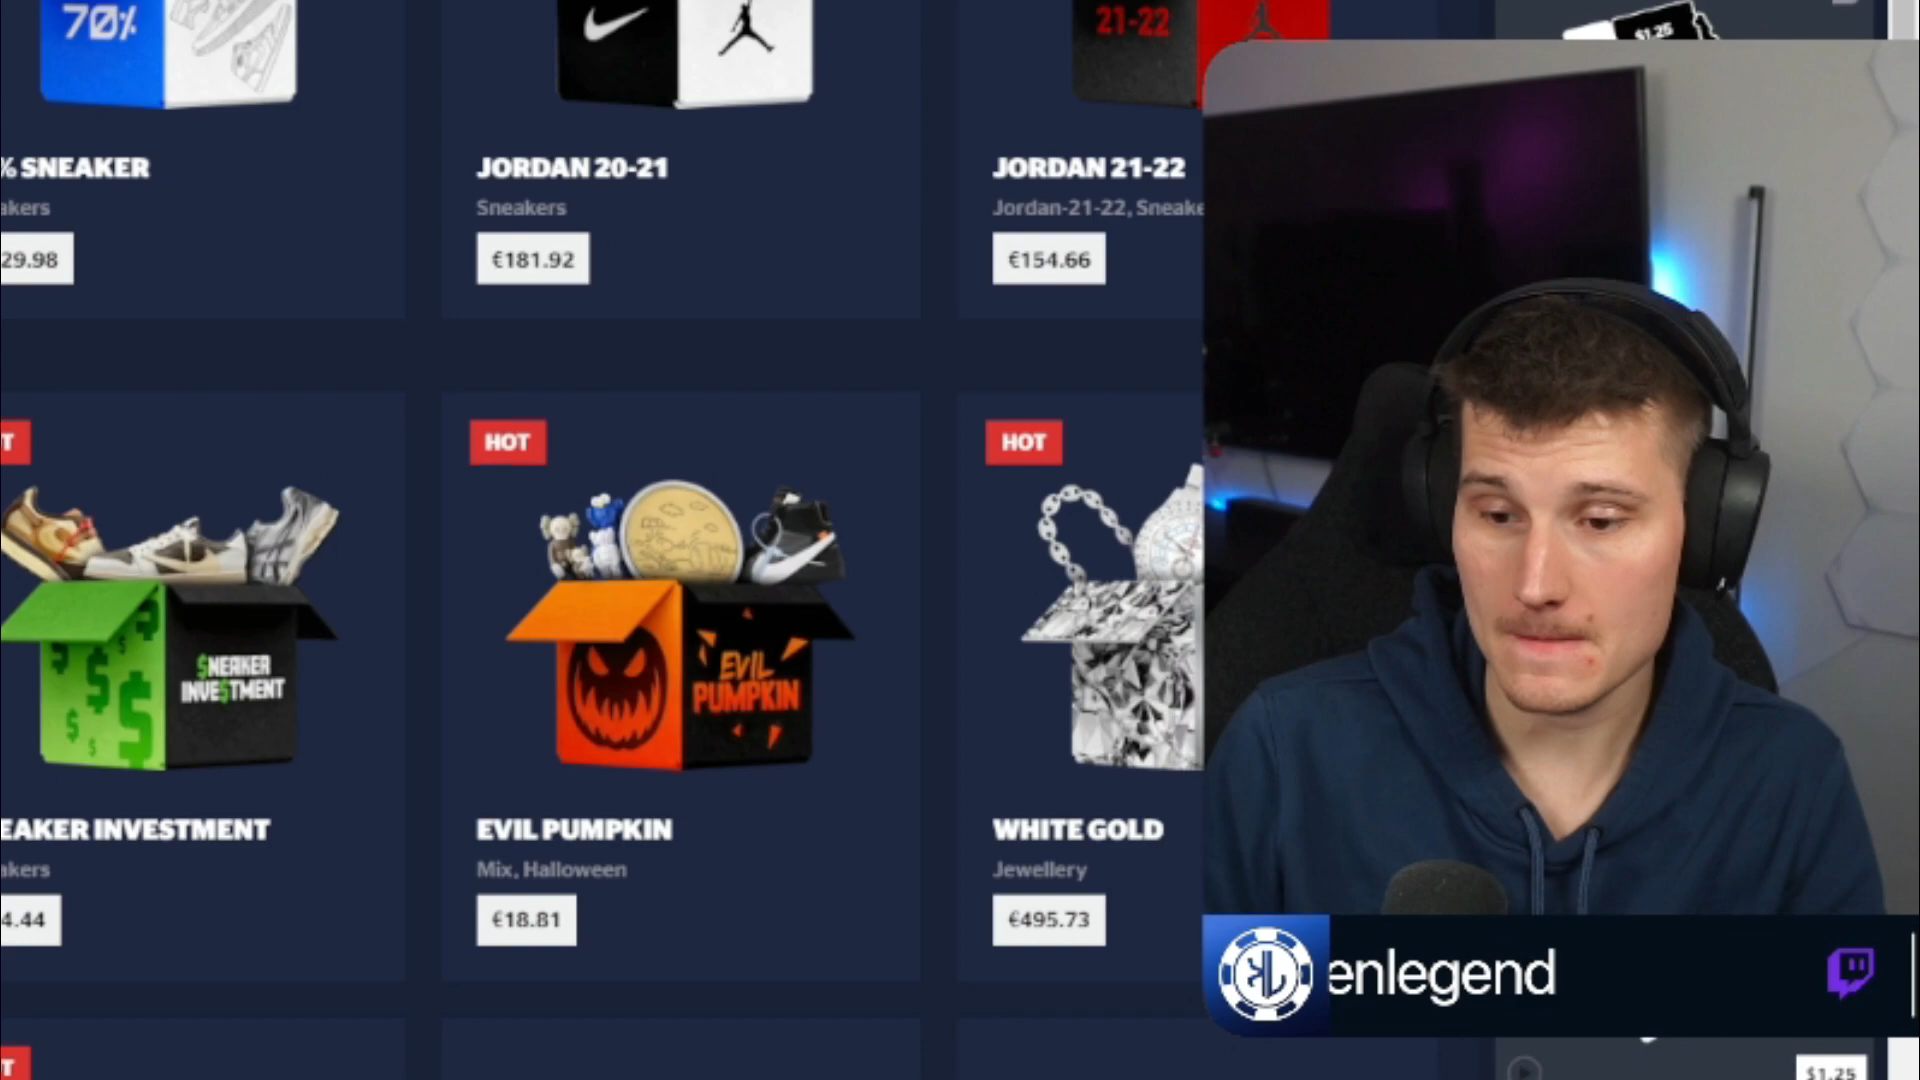 70%
21-22
$1.25
% SNEAKER
akers
29.98
JORDAN 20-21
Sneakers
€181.92
JORDAN 21-22
Jordan-21-22, Sneake
€154.66
T
HOT
HOT
$NEAKER
INVE$TMENT
EVIL
PUMPKIN
EAKER INVESTMENT
akers
4.44
EVIL PUMPKIN
Mix, Halloween
€18.81
WHITE GOLD
Jewellery
€495.73
KL
enlegend
T
$1.25